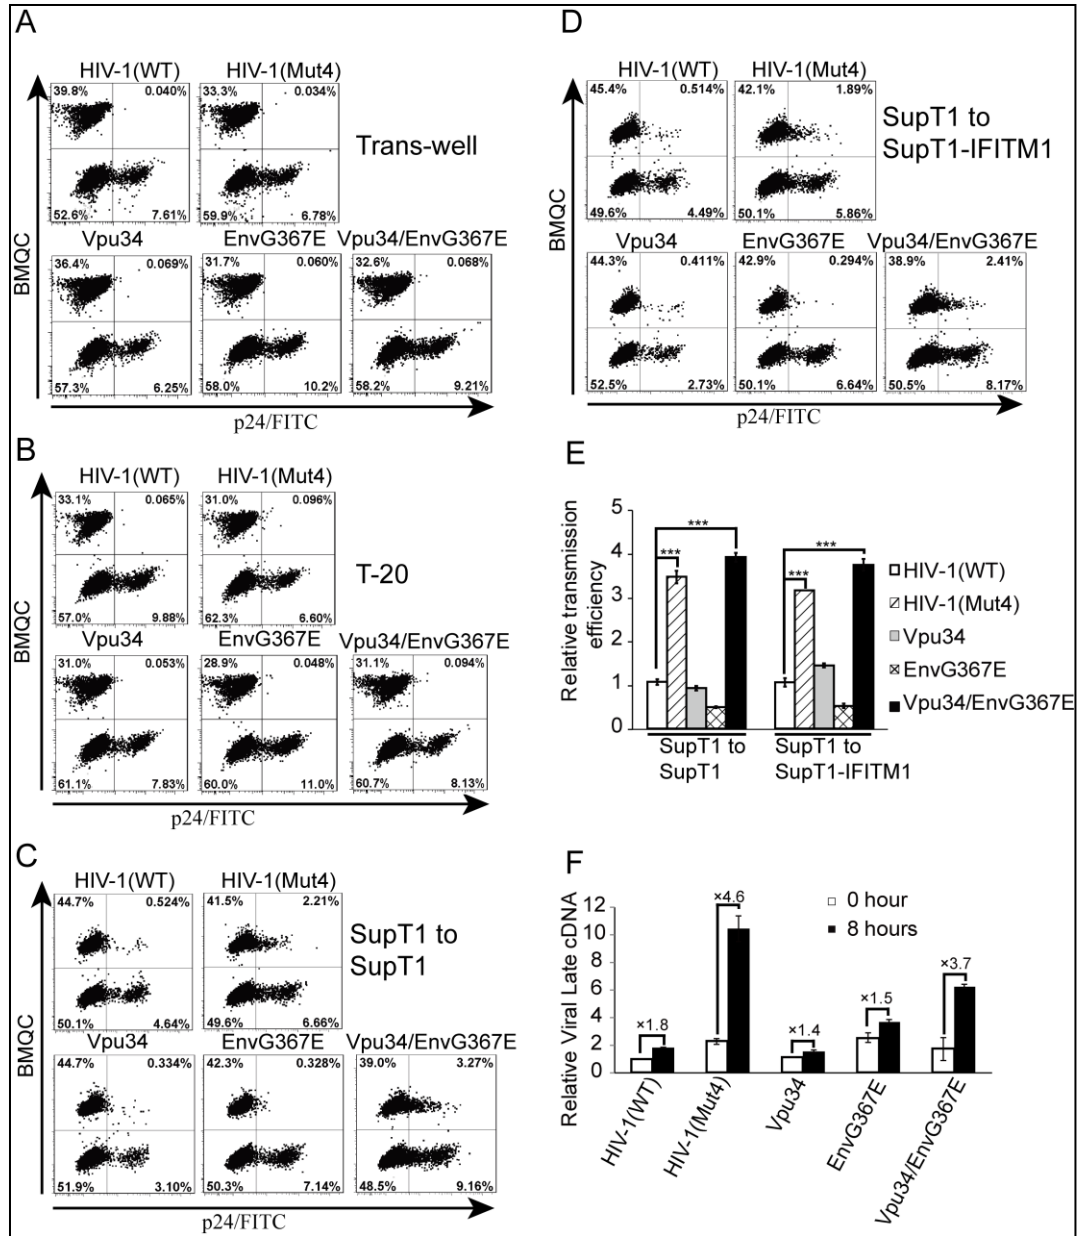 A
HIV-1(WT)
HIV-1(Mut4)
39.8%
0.040%
33.3%
0.034%
Trans-well
52.6%
7.61%
59.9%
6.78%
Vpu34
EnvG367E
Vpu34/EnvG367E
36.4%
0.069%
31.7%
0.060%
32.6%
0.068%
57.3%
6.25%
58.0%
10.2%
58.2%
9.21%
BMQC
p24/FITC
B
HIV-1(WT)
HIV-1(Mut4)
33.1%
0.065%
31.0%
0.096%
T-20
57.0%
9.88%
62.3%
6.60%
Vpu34
EnvG367E
Vpu34/EnvG367E
31.0%
0.053%
28.9%
0.048%
31.1%
0.094%
61.1%
7.83%
60.0%
11.0%
60.7%
8.13%
BMQC
p24/FITC
C
HIV-1(WT)
HIV-1(Mut4)
44.7%
0.524%
41.5%
2.21%
SupT1 to
SupT1
50.1%
4.64%
49.6%
6.66%
Vpu34
EnvG367E
Vpu34/EnvG367E
44.7%
0.334%
42.3%
0.328%
39.0%
3.27%
51.9%
3.10%
50.3%
7.14%
48.5%
9.16%
BMQC
p24/FITC
D
HIV-1(WT)
HIV-1(Mut4)
45.4%
0.514%
42.1%
1.89%
SupT1 to
SupT1-IFITM1
49.6%
4.49%
50.1%
5.86%
Vpu34
EnvG367E
Vpu34/EnvG367E
44.3%
0.411%
42.9%
0.294%
38.9%
2.41%
52.5%
2.73%
50.1%
6.64%
50.5%
8.17%
BMQC
p24/FITC
E
Relative transmission
efficiency
5
4
3
2
1
0
***
***
***
***
SupT1 to
SupT1
SupT1 to
SupT1-IFITM1
HIV-1(WT)
HIV-1(Mut4)
Vpu34
EnvG367E
Vpu34/EnvG367E
F
Relative Viral Late cDNA
12
10
8
6
4
2
0
×1.8
×4.6
×1.4
×1.5
×3.7
0 hour
8 hours
HIV-1(WT)
HIV-1(Mut4)
Vpu34
EnvG367E
Vpu34/EnvG367E